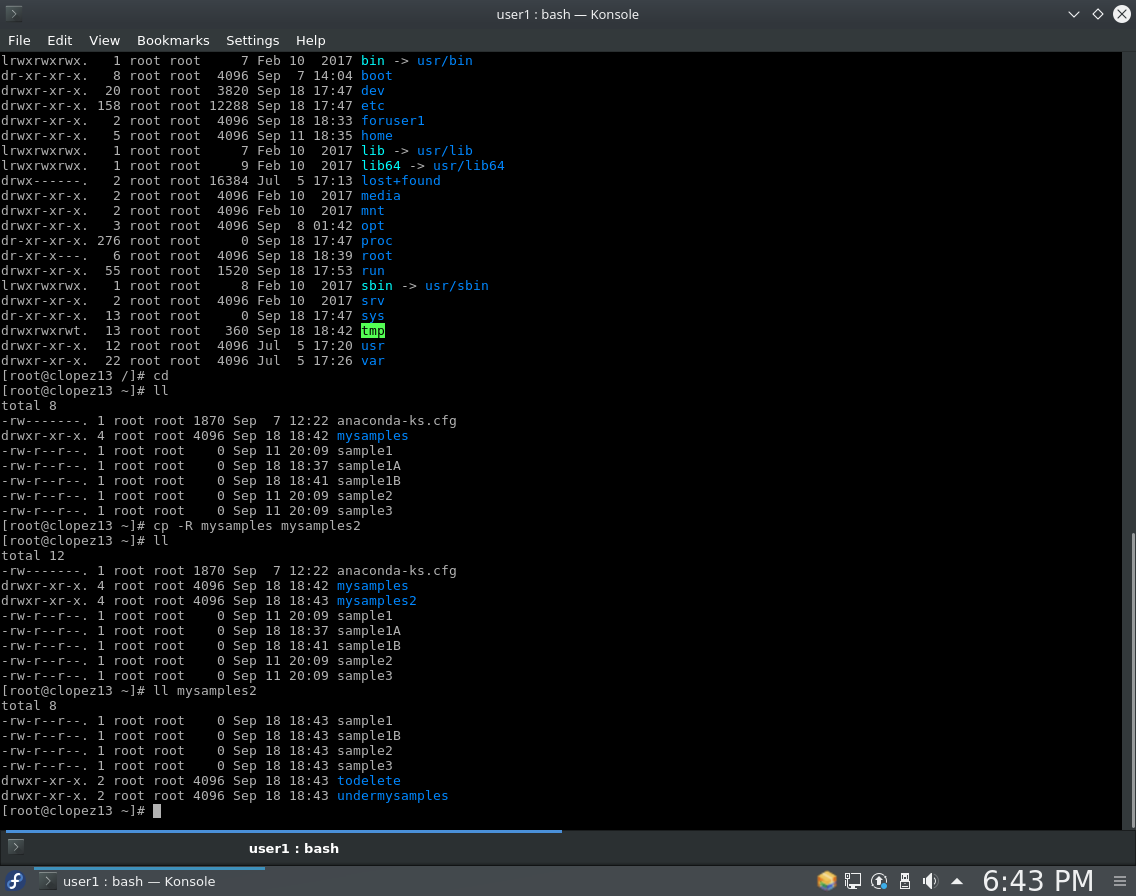 user1 : bash — Konsole
File Edit View Bookmarks Settings Help
lrwxrwxrwx.   1 root root     7 Feb 10  2017 bin -> usr/bin
dr-xr-xr-x.   8 root root  4096 Sep  7 14:04 boot
drwxr-xr-x.  20 root root  3820 Sep 18 17:47 dev
drwxr-xr-x. 158 root root 12288 Sep 18 17:47 etc
drwxr-xr-x.   2 root root  4096 Sep 18 18:33 foruser1
drwxr-xr-x.   5 root root  4096 Sep 11 18:35 home
lrwxrwxrwx.   1 root root     7 Feb 10  2017 lib -> usr/lib
lrwxrwxrwx.   1 root root     9 Feb 10  2017 lib64 -> usr/lib64
drwx------.   2 root root 16384 Jul  5 17:13 lost+found
drwxr-xr-x.   2 root root  4096 Feb 10  2017 media
drwxr-xr-x.   2 root root  4096 Feb 10  2017 mnt
drwxr-xr-x.   3 root root  4096 Sep  8 01:42 opt
dr-xr-xr-x. 276 root root     0 Sep 18 17:47 proc
dr-xr-x---.   6 root root  4096 Sep 18 18:39 root
drwxr-xr-x.  55 root root  1520 Sep 18 17:53 run
lrwxrwxrwx.   1 root root     8 Feb 10  2017 sbin -> usr/sbin
drwxr-xr-x.   2 root root  4096 Feb 10  2017 srv
dr-xr-xr-x.  13 root root     0 Sep 18 17:47 sys
drwxrwxrwt.  13 root root   360 Sep 18 18:42 tmp
drwxr-xr-x.  12 root root  4096 Jul  5 17:20 usr
drwxr-xr-x.  22 root root  4096 Jul  5 17:26 var
[root@clopez13 /]# cd
[root@clopez13 ~]# ll
total 8
-rw-------. 1 root root 1870 Sep  7 12:22 anaconda-ks.cfg
drwxr-xr-x. 4 root root 4096 Sep 18 18:42 mysamples
-rw-r--r--. 1 root root    0 Sep 11 20:09 sample1
-rw-r--r--. 1 root root    0 Sep 18 18:37 sample1A
-rw-r--r--. 1 root root    0 Sep 18 18:41 sample1B
-rw-r--r--. 1 root root    0 Sep 11 20:09 sample2
-rw-r--r--. 1 root root    0 Sep 11 20:09 sample3
[root@clopez13 ~]# cp -R mysamples mysamples2
[root@clopez13 ~]# ll
total 12
-rw-------. 1 root root 1870 Sep  7 12:22 anaconda-ks.cfg
drwxr-xr-x. 4 root root 4096 Sep 18 18:42 mysamples
drwxr-xr-x. 4 root root 4096 Sep 18 18:43 mysamples2
-rw-r--r--. 1 root root    0 Sep 11 20:09 sample1
-rw-r--r--. 1 root root    0 Sep 18 18:37 sample1A
-rw-r--r--. 1 root root    0 Sep 18 18:41 sample1B
-rw-r--r--. 1 root root    0 Sep 11 20:09 sample2
-rw-r--r--. 1 root root    0 Sep 11 20:09 sample3
[root@clopez13 ~]# ll mysamples2
total 8
-rw-r--r--. 1 root root    0 Sep 18 18:43 sample1
-rw-r--r--. 1 root root    0 Sep 18 18:43 sample1B
-rw-r--r--. 1 root root    0 Sep 18 18:43 sample2
-rw-r--r--. 1 root root    0 Sep 18 18:43 sample3
drwxr-xr-x. 2 root root 4096 Sep 18 18:43 todelete
drwxr-xr-x. 2 root root 4096 Sep 18 18:43 undermysamples
[root@clopez13 ~]#
user1 : bash
user1 : bash — Konsole
6:43 PM